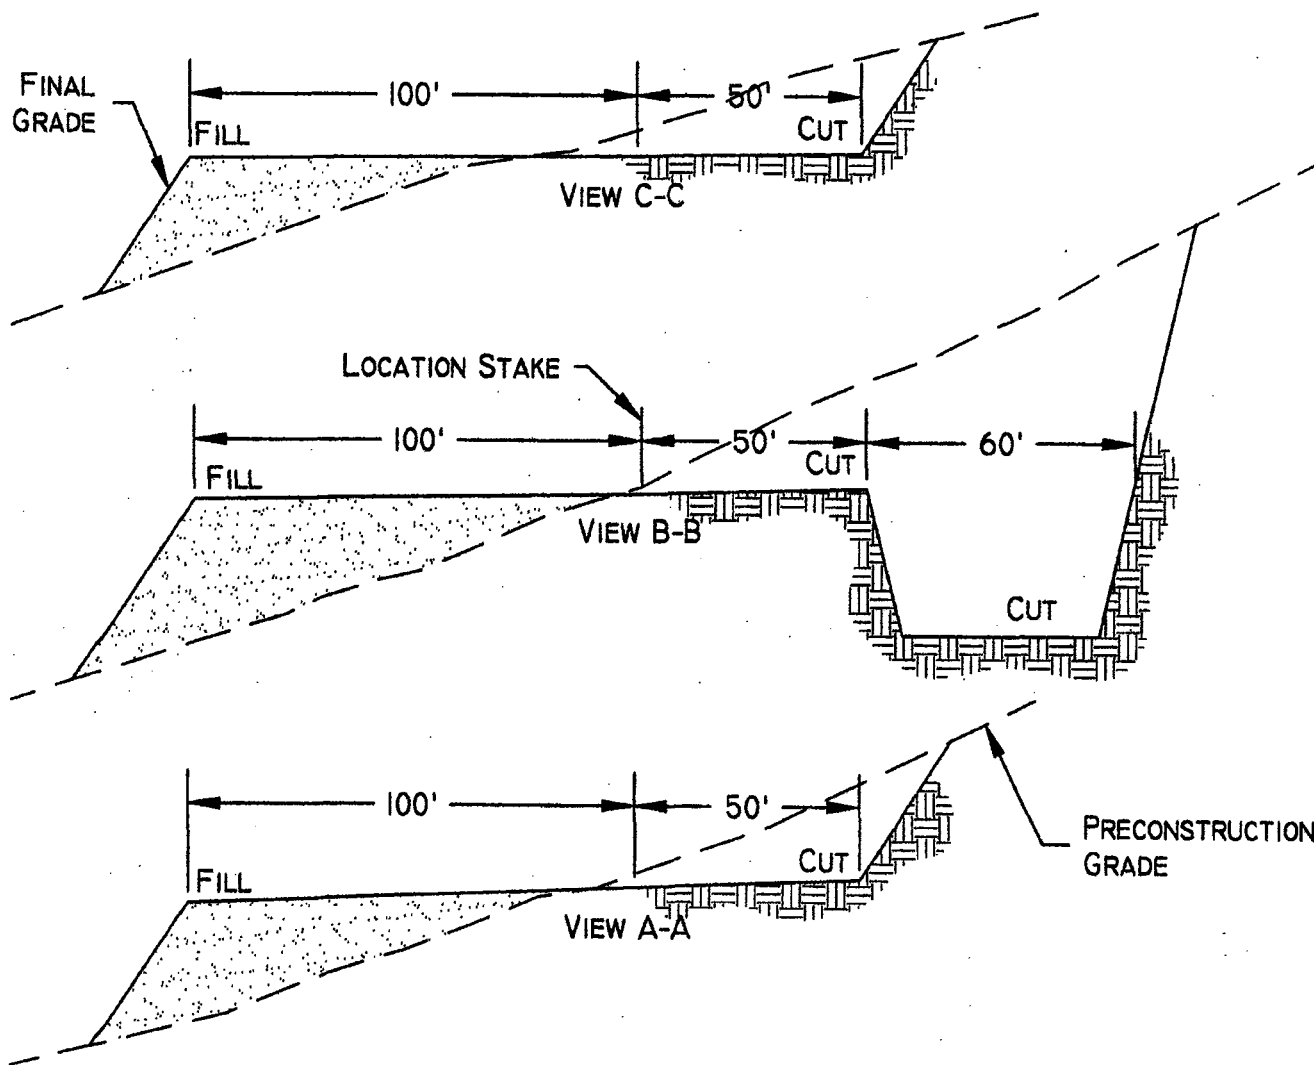 FINAL
GRADE
100'
50'
FILL
CUT
VIEW C-C
LOCATION STAKE
100'
50'
60'
FILL
CUT
VIEW B-B
CUT
100'
50'
PRECONSTRUCTION
GRADE
FILL
CUT
VIEW A-A